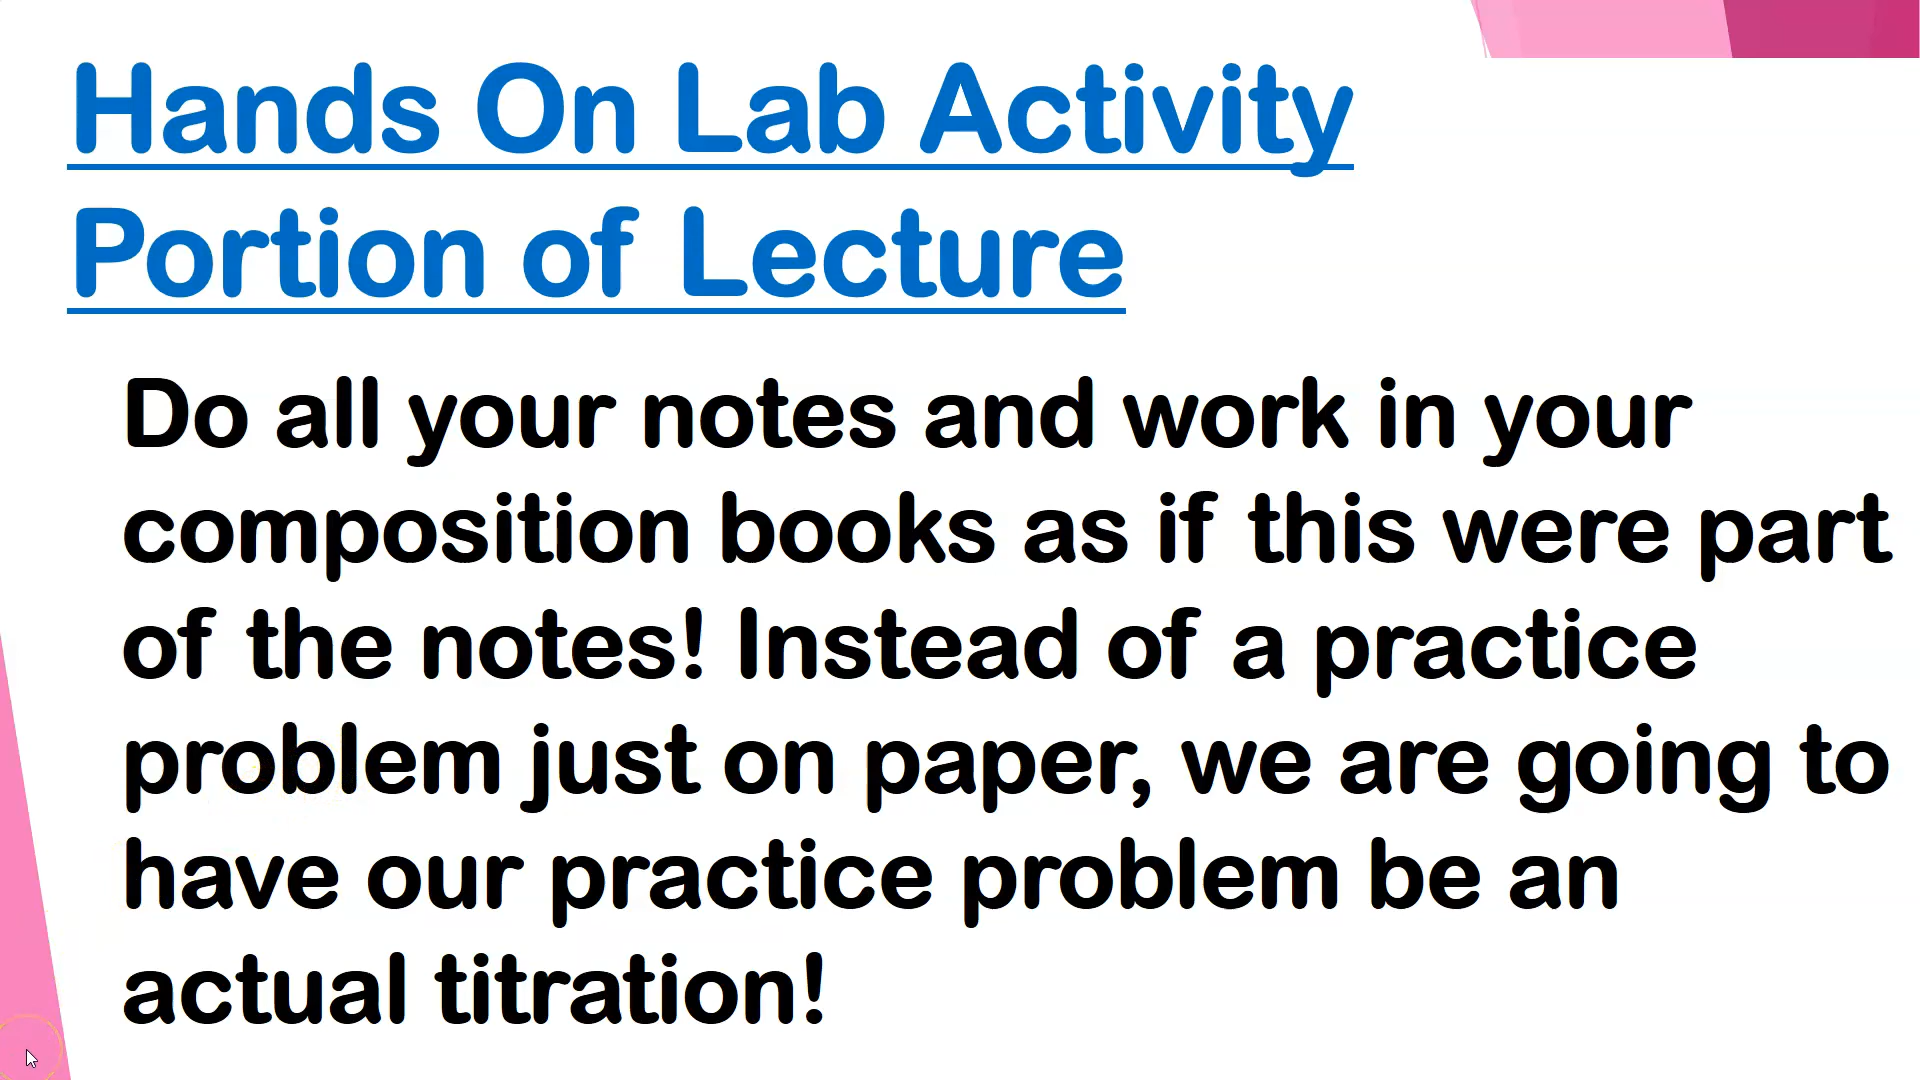 Hands On Lab Activity
Portion of Lecture
Do all your notes and work in your
composition books as if this were part
of the notes! Instead of a practice
problem just on paper, we are going to
have our practice problem be an
actual titration!